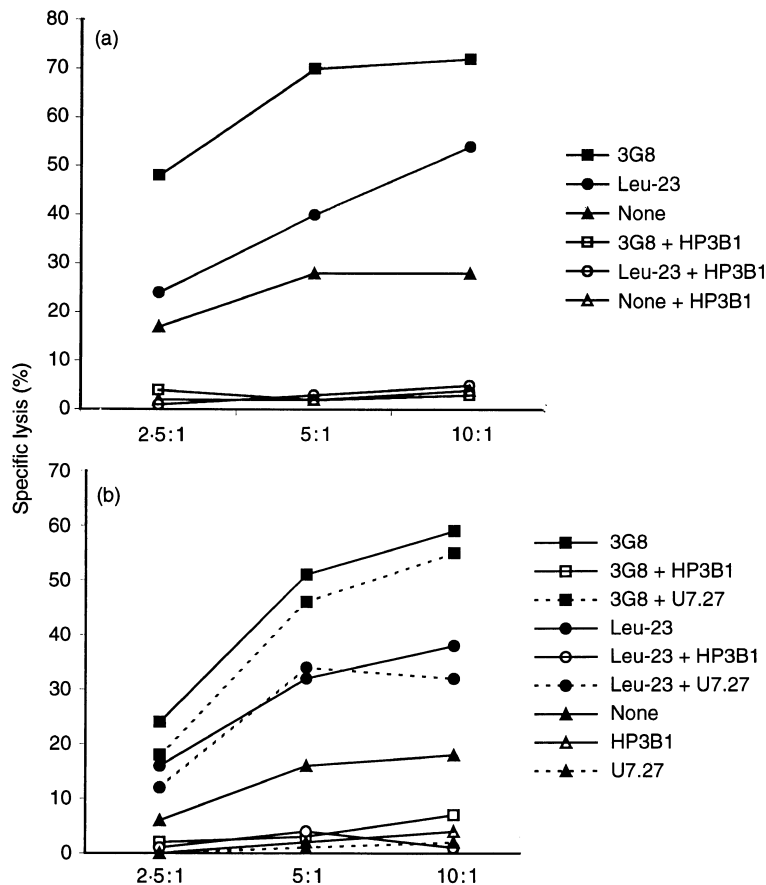 Specific lysis (%)
(a)
80
70
60
50
40
30
20
10
0
2·5:1 5:1 10:1
3G8
Leu-23
None
3G8 + HP3B1
Leu-23 + HP3B1
None + HP3B1
(b)
70
60
50
40
30
20
10
0
2·5:1 5:1 10:1
3G8
3G8 + HP3B1
3G8 + U7.27
Leu-23
Leu-23 + HP3B1
Leu-23 + U7.27
None
HP3B1
U7.27